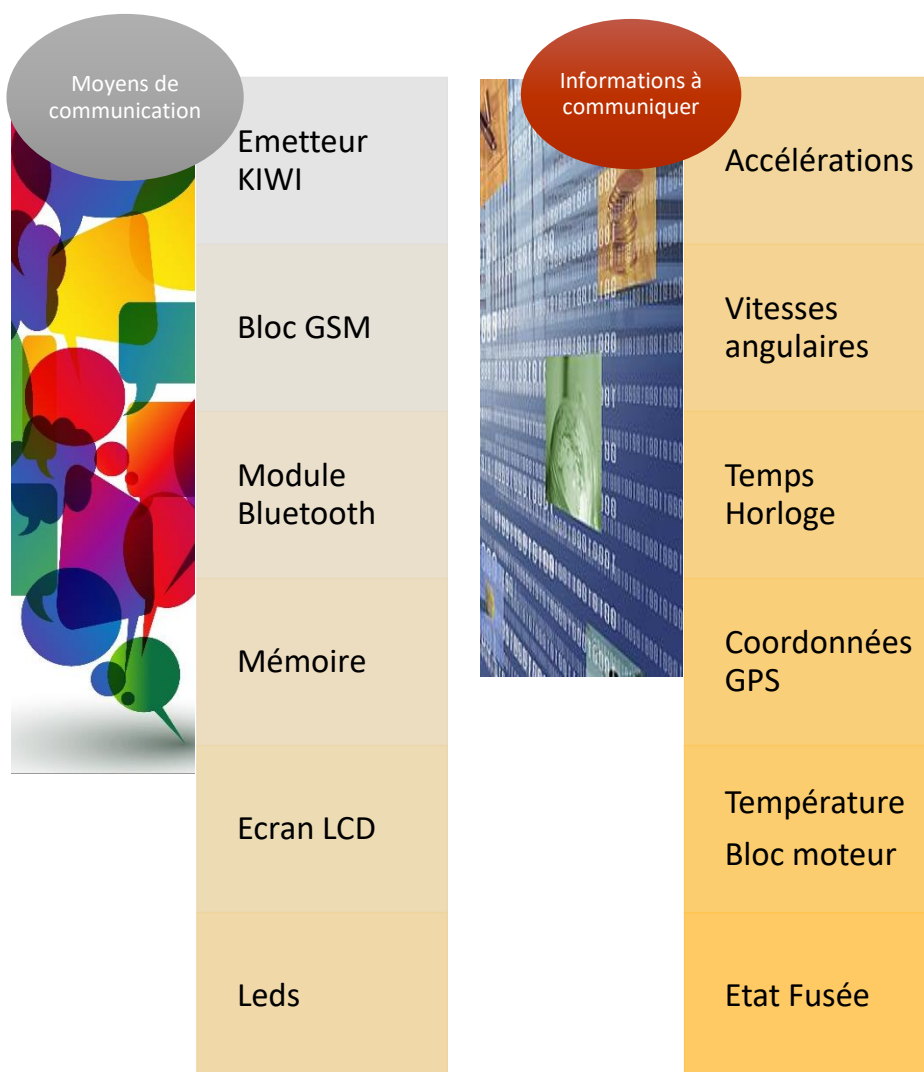 Moyens de
communication
Emetteur
KIWI
Bloc GSM
Module
Bluetooth
Mémoire
Ecran LCD
Leds
Informations à
communiquer
Accélérations
Vitesses
angulaires
Temps
Horloge
Coordonnées
GPS
Température
Bloc moteur
Etat Fusée